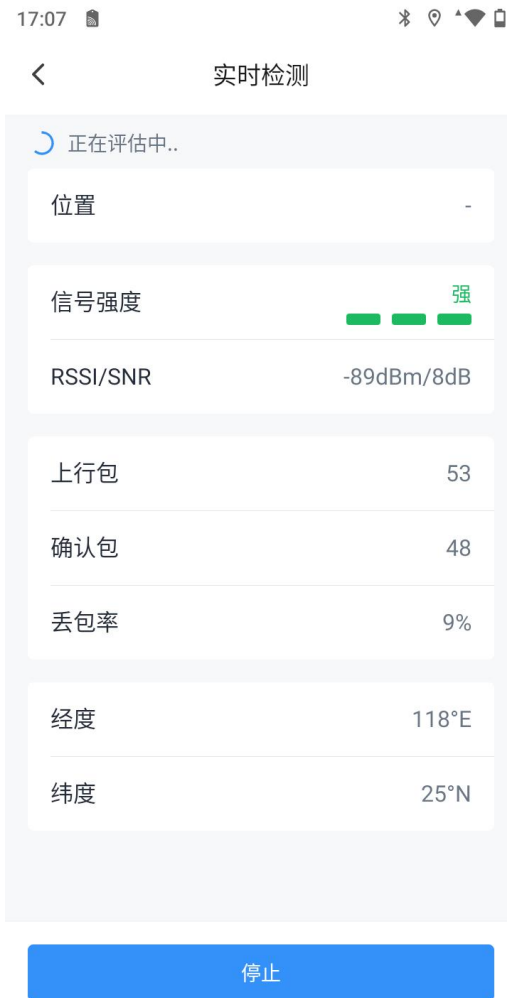 17:07
实时检测
正在评估中..
位置 -
强
信号强度
RSSI/SNR -89dBm/8dB
上行包 53
确认包 48
丢包率 9%
经度 118°E
纬度 25°N
停止